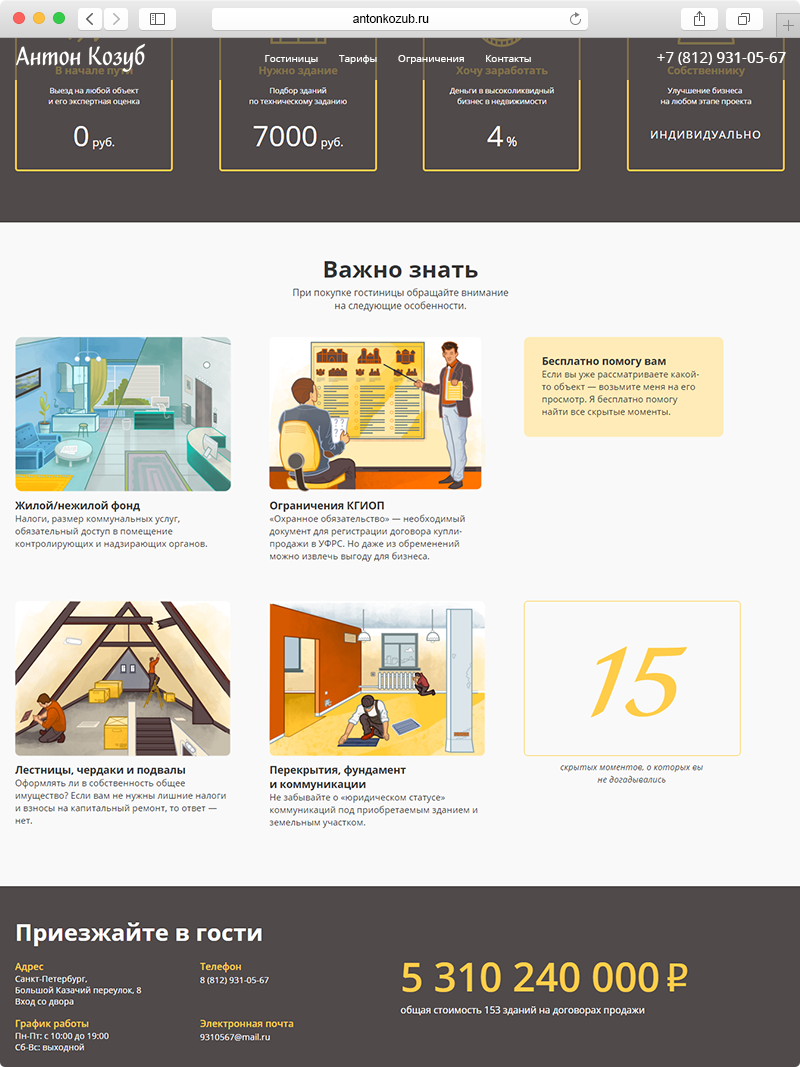 antonkozub.ru
Антон Козуб
Гостиницы
Тарифы
Ограничения
Контакты
+7 (812) 931-05-67
В начале пути
Выезд на любой объект
и его экспертная оценка
0 руб.
Нужно здание
Подбор зданий
по техническому заданию
7000 руб.
Хочу заработать
Деньги в высоколиквидный
бизнес в недвижимости
4 %
Собственнику
Улучшение бизнеса
на любом этапе проекта
ИНДИВИДУАЛЬНО
Важно знать
При покупке гостиницы обращайте внимание
на следующие особенности.
Жилой/нежилой фонд
Налоги, размер коммунальных услуг,
обязательный доступ в помещение
контролирующих и надзирающих органов.
Ограничения КГИОП
«Охранное обязательство» — необходимый
документ для регистрации договора купли-
продажи в УФРС. Но даже из обременений
можно извлечь выгоду для бизнеса.
Бесплатно помогу вам
Если вы уже рассматриваете какой-
то объект — возьмите меня на его
просмотр. Я бесплатно помогу
найти все скрытые моменты.
Лестницы, чердаки и подвалы
Оформлять ли в собственность общее
имущество? Если вам не нужны лишние налоги
и взносы на капитальный ремонт, то ответ —
нет.
Перекрытия, фундамент
и коммуникации
Не забывайте о «юридическом статусе»
коммуникаций под приобретаемым зданием и
земельным участком.
15
скрытых моментов, о которых вы
не догадывались
Приезжайте в гости
Адрес
Санкт-Петербург,
Большой Казачий переулок, 8
Вход со двора
Телефон
8 (812) 931-05-67
График работы
Пн-Пт: с 10:00 до 19:00
Сб-Вс: выходной
Электронная почта
9310567@mail.ru
5 310 240 000 ₽
общая стоимость 153 зданий на договорах продажи